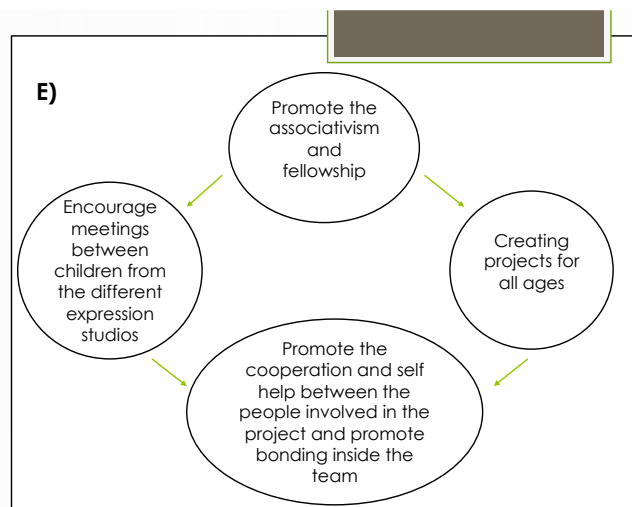 E)
Promote the
associativism
and
fellowship
Encourage
meetings
between
children from
the different
expression
studios
Creating
projects for
all ages
Promote the
cooperation and self
help between the
people involved in the
project and promote
bonding inside the
team